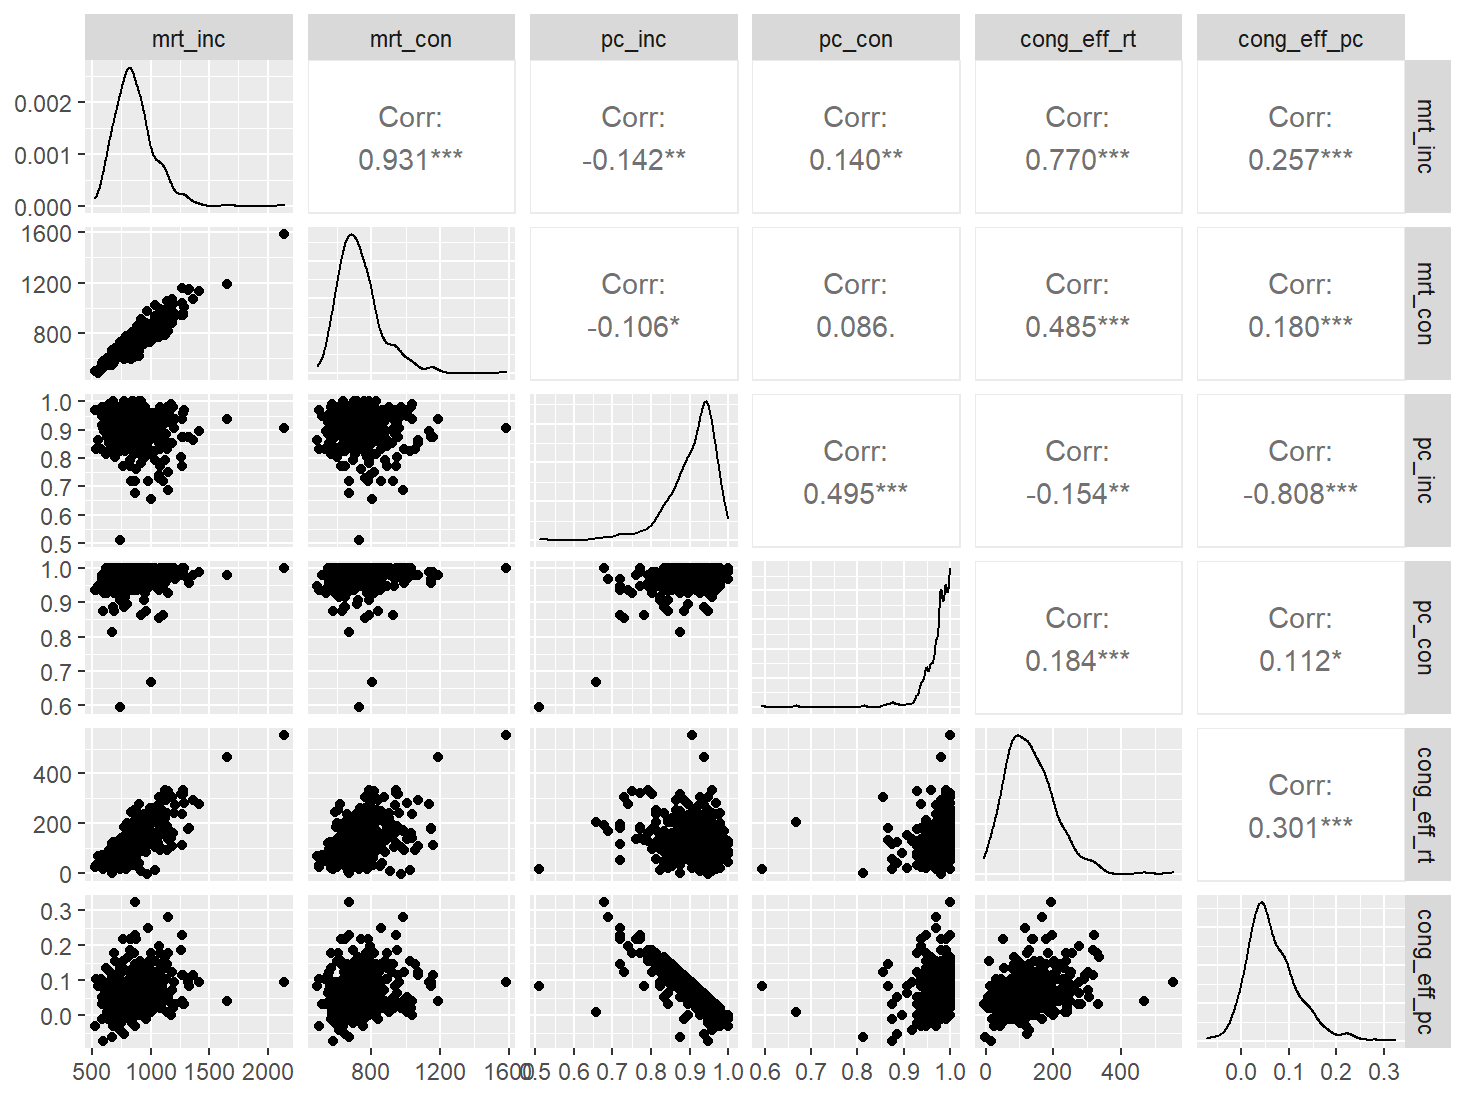 mrt_inc
mrt_con
pc_inc
pc_con
cong_eff_rt
cong_eff_pc
0.002
0.001
0.000
Corr:
0.931***
Corr:
-0.142**
Corr:
0.140**
Corr:
0.770***
Corr:
0.257***
mrt_inc
1600
1200
800
Corr:
-0.106*
Corr:
0.086.
Corr:
0.485***
Corr:
0.180***
mrt_con
1.0
0.9
0.8
0.7
0.6
0.5
Corr:
0.495***
Corr:
-0.154**
Corr:
-0.808***
pc_inc
1.0
0.9
0.8
0.7
0.6
Corr:
0.184***
Corr:
0.112*
pc_con
400
200
0
Corr:
0.301***
cong_eff_rt
0.3
0.2
0.1
0.0
cong_eff_pc
500 1000 1500 2000
800 1200 1600
0.5 0.6 0.7 0.8 0.9 1.0
0.6 0.7 0.8 0.9 1.0
0 200 400
0.0 0.1 0.2 0.3